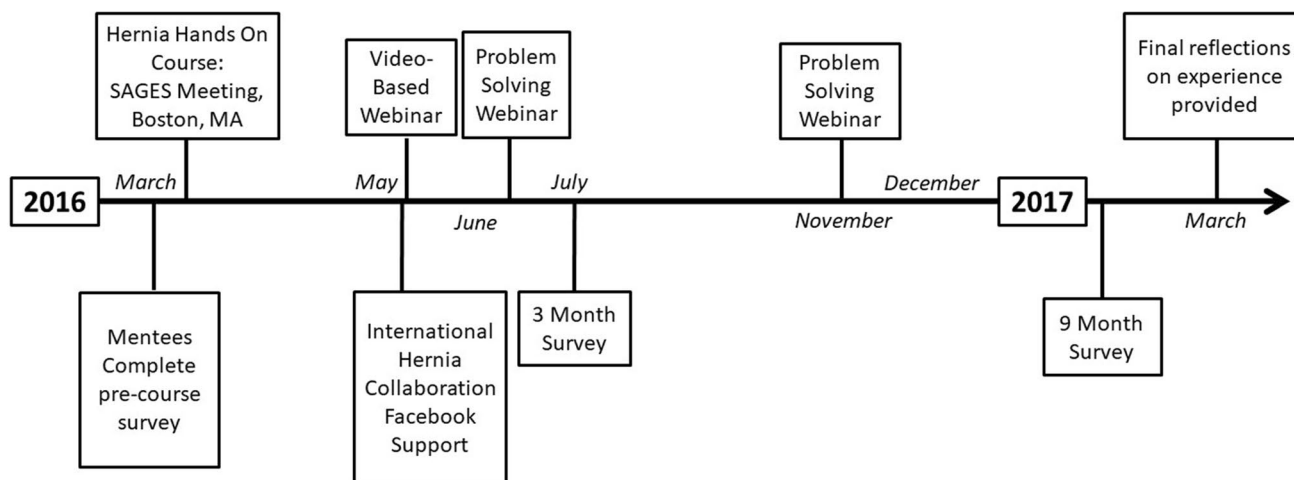 Hernia Hands On
Course:
SAGES Meeting,
Boston, MA
Video-
Based
Webinar
Problem
Solving
Webinar
Problem
Solving
Webinar
Final reflections
on experience
provided
2016
March
May
June
July
November
December
2017
March
Mentees
Complete
pre-course
survey
International
Hernia
Collaboration
Facebook
Support
3 Month
Survey
9 Month
Survey